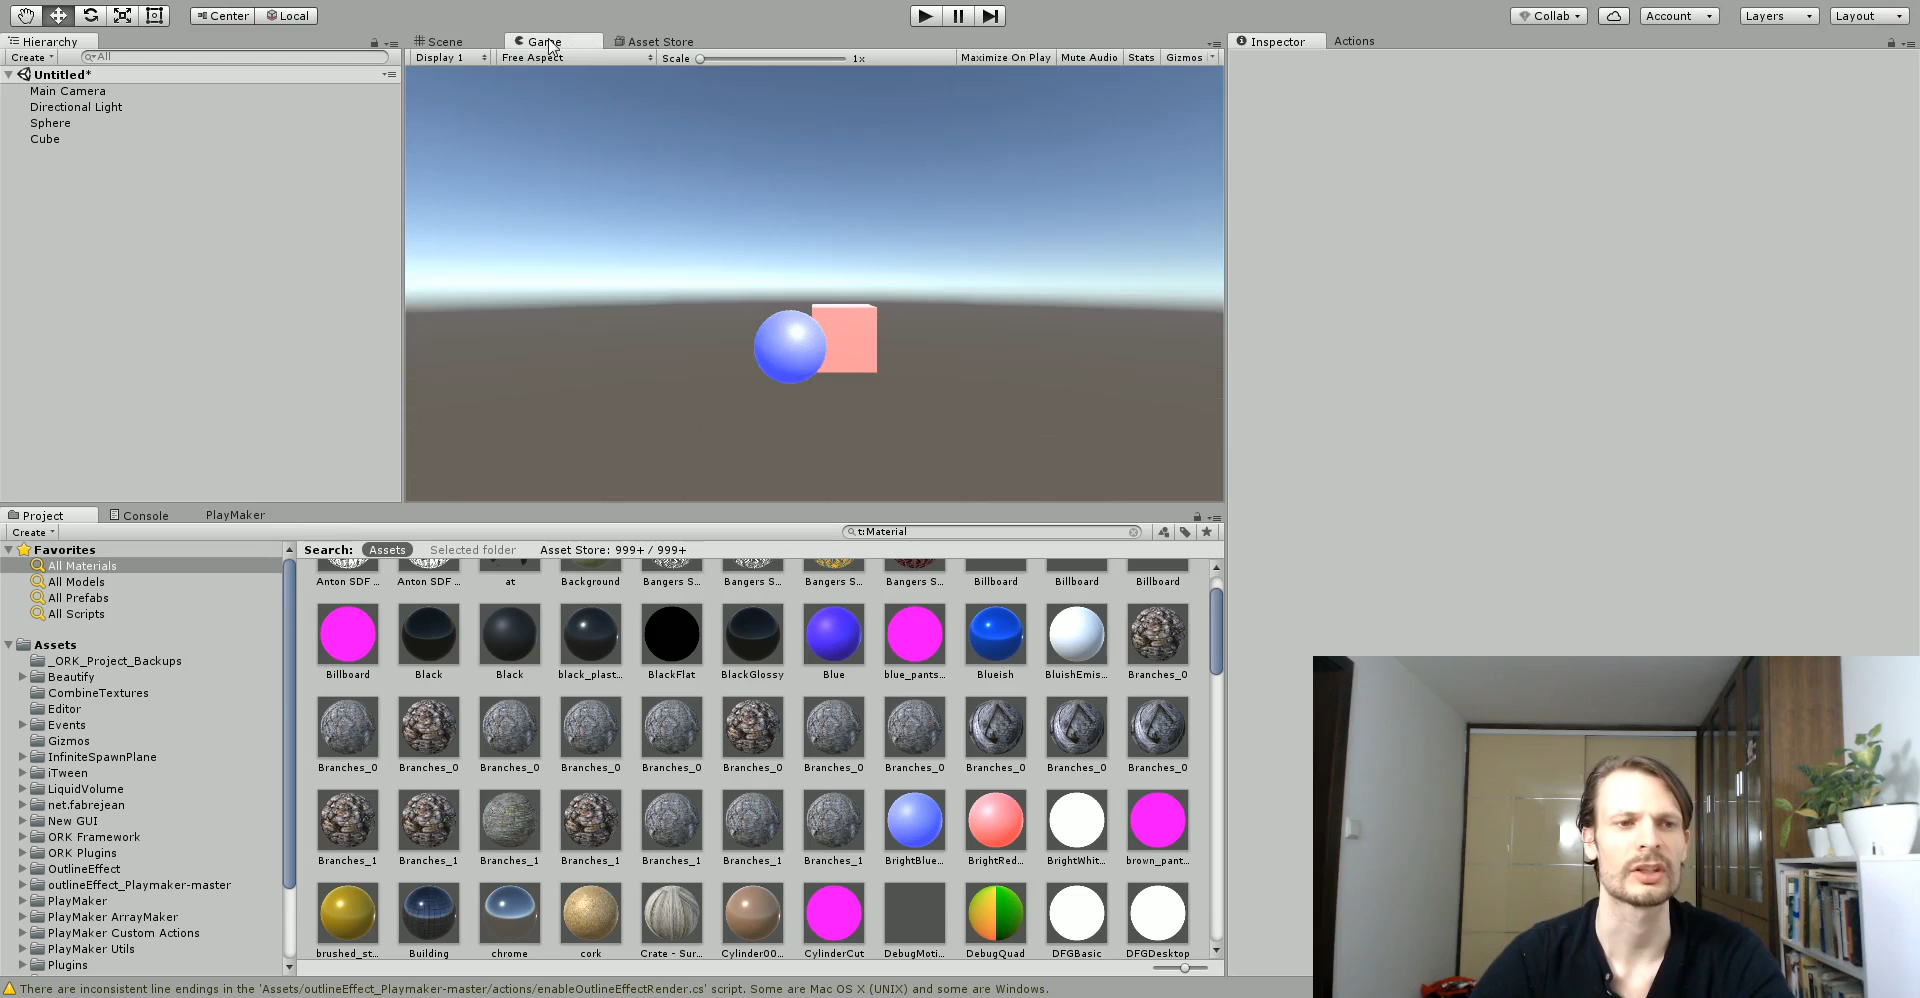 Center Local
Collab Account Layers Layout
Hierarchy
Create All
Untitled*
Main Camera
Directional Light
Sphere
Cube
Scene Game Asset Store
Display 1 Free Aspect Scale 1x Maximize On Play Mute Audio Stats Gizmos
Inspector Actions
Project Console PlayMaker
Create t:Material
Favorites
All Materials
All Models
All Prefabs
All Scripts
Assets
_ORK_Project_Backups
Beautify
CombineTextures
Editor
Events
Gizmos
InfiniteSpawnPlane
iTween
LiquidVolume
net.fabrejean
New GUI
ORK Framework
ORK Plugins
OutlineEffect
outlineEffect_Playmaker-master
PlayMaker
PlayMaker ArrayMaker
PlayMaker Custom Actions
PlayMaker Utils
Plugins
Search: Assets Selected folder Asset Store: 999+ / 999+
Anton SDF ... Anton SDF ... at Background Bangers S... Bangers S... Bangers S... Bangers S... Billboard Billboard Billboard
Billboard Black Black black_plast... BlackFlat BlackGlossy Blue blue_pants... Blueish BluishEmis... Branches_0
Branches_0 Branches_0 Branches_0 Branches_0 Branches_0 Branches_0 Branches_0 Branches_0 Branches_0 Branches_0 Branches_0
Branches_1 Branches_1 Branches_1 Branches_1 Branches_1 Branches_1 Branches_1 BrightBlue... BrightRed... BrightWhit... brown_pant...
brushed_st... Building chrome cork Crate - Sur... Cylinder00... CylinderCut DebugMoti... DebugQuad DFGBasic DFGDesktop
There are inconsistent line endings in the 'Assets/outlineEffect_Playmaker-master/actions/enableOutlineEffectRender.cs' script. Some are Mac OS X (UNIX) and some are Windows.